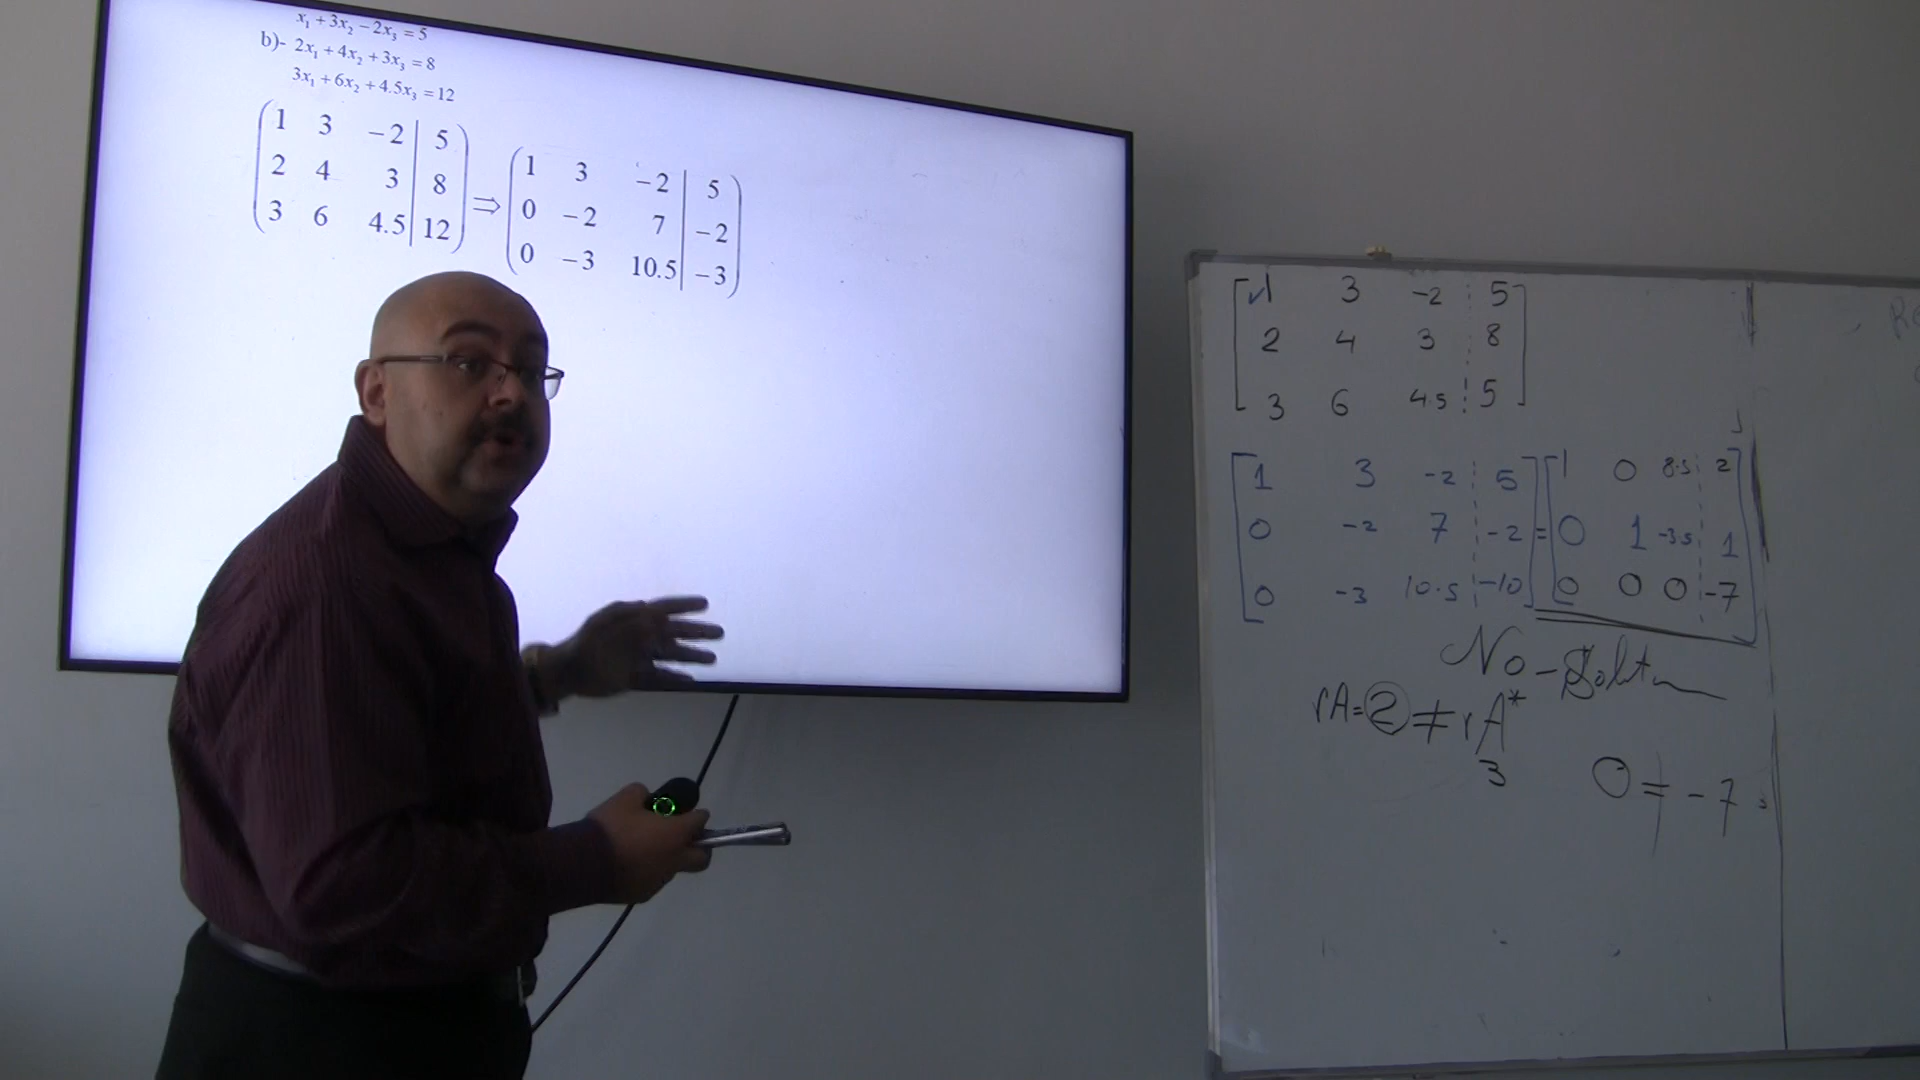 x₁ + 3x₂ − 2x₃ = 5
b)- 2x₁ + 4x₂ + 3x₃ = 8
3x₁ + 6x₂ + 4.5x₃ = 12
( 1 3 −2 | 5 )   ( 1 3 −2 | 5 )
( 2 4 3 | 8 ) ⇒ ( 0 −2 7 | −2 )
( 3 6 4.5 | 12 )   ( 0 −3 10.5 | −3 )
[ 1 3 -2 5 ]
[ 2 4 3 8 ]
[ 3 6 4.5 5 ]
[ 1 3 -2 5 ]   [ 1 0 8.5 2 ]
[ 0 -2 7 -2 ] = [ 0 1 -3.5 1 ]
[ 0 -3 10.5 -10 ]   [ 0 0 0 -7 ]
rA=2 ≠ rA*
3
0 ≠ -7